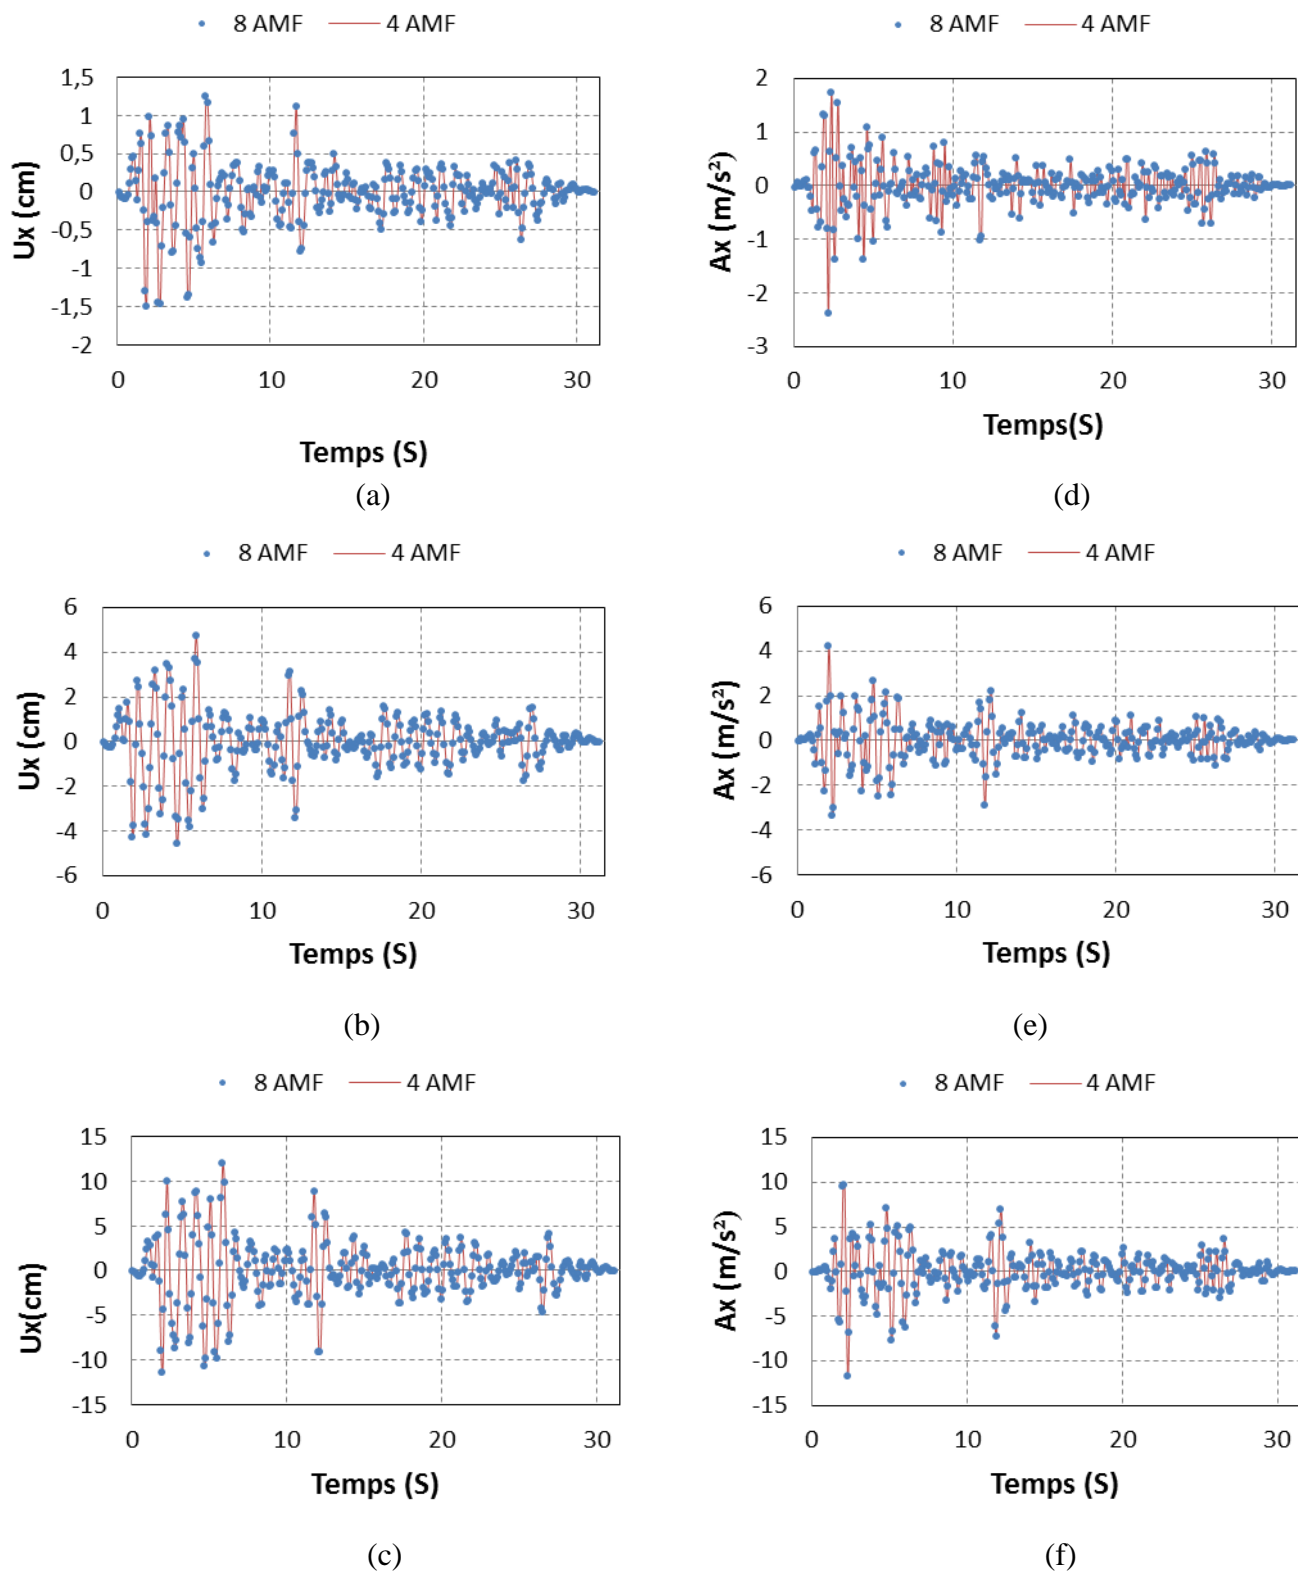 8 AMF 4 AMF
1,5
1
0,5
0
-0,5
-1
-1,5
-2
Ux (cm)
0 10 20 30
Temps (S)
(a)
8 AMF 4 AMF
2
1
0
-1
-2
-3
Ax (m/s²)
0 10 20 30
Temps(S)
(d)
8 AMF 4 AMF
6
4
2
0
-2
-4
-6
Ux (cm)
0 10 20 30
Temps (S)
(b)
8 AMF 4 AMF
6
4
2
0
-2
-4
-6
Ax (m/s²)
0 10 20 30
Temps (S)
(e)
8 AMF 4 AMF
15
10
5
0
-5
-10
-15
Ux(cm)
0 10 20 30
Temps (S)
(c)
8 AMF 4 AMF
15
10
5
0
-5
-10
-15
Ax (m/s²)
0 10 20 30
Temps (S)
(f)